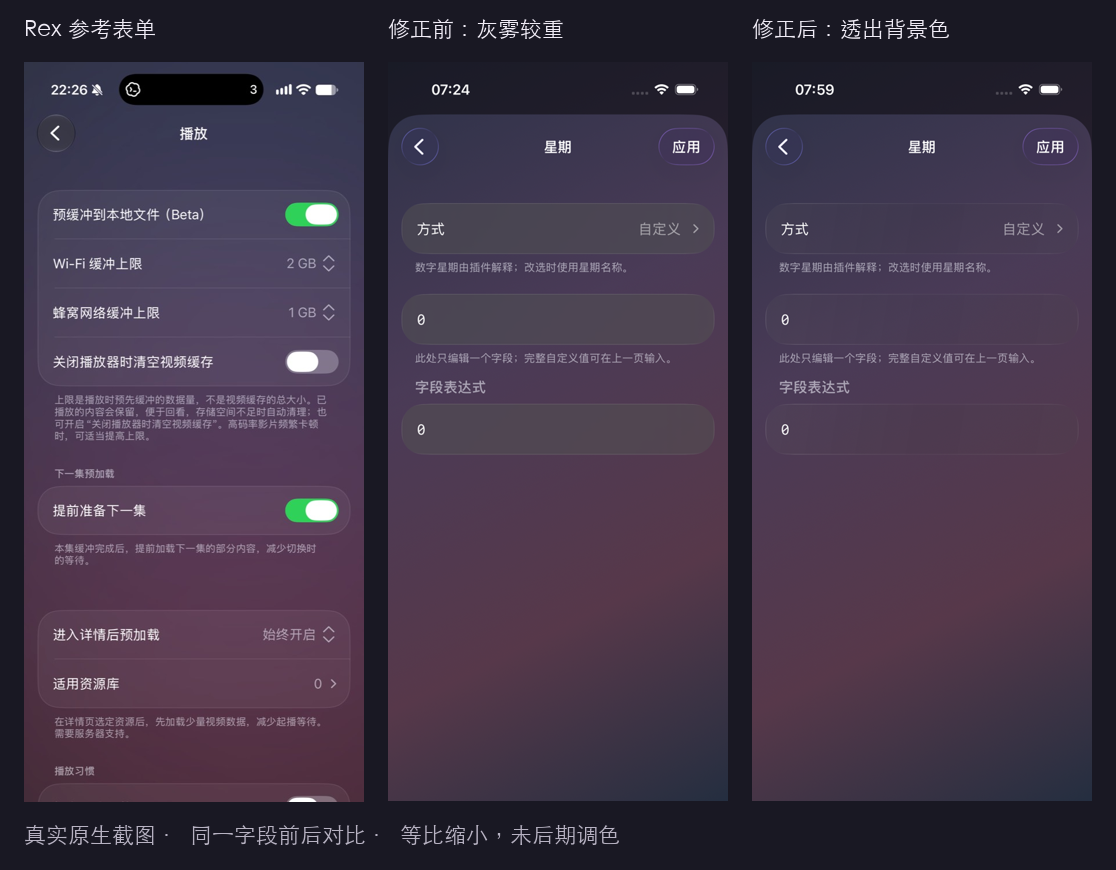 Rex 参考表单
22:26
3
播放
预缓冲到本地文件（Beta）
Wi-Fi 缓冲上限
2 GB
蜂窝网络缓冲上限
1 GB
关闭播放器时清空视频缓存
上限是播放时预先缓冲的数据量，不是视频缓存的总大小。已
播放的内容会保留，便于回看，存储空间不足时自动清理；也
可开启 “关闭播放器时清空视频缓存”。高码率影片频繁卡顿
时，可适当提高上限。
下一集预加载
提前准备下一集
本集缓冲完成后，提前加载下一集的部分内容，减少切换时
的等待。
进入详情后预加载
始终开启
适用资源库
0
在详情页选定资源后，先加载少量视频数据，减少起播等待。
需要服务器支持。
播放习惯
修正前：灰雾较重
07:24
星期
应用
方式
自定义
数字星期由插件解释；改选时使用星期名称。
0
此处只编辑一个字段；完整自定义值可在上一页输入。
字段表达式
0
修正后：透出背景色
07:59
星期
应用
方式
自定义
数字星期由插件解释；改选时使用星期名称。
0
此处只编辑一个字段；完整自定义值可在上一页输入。
字段表达式
0
真实原生截图 · 同一字段前后对比 · 等比缩小，未后期调色